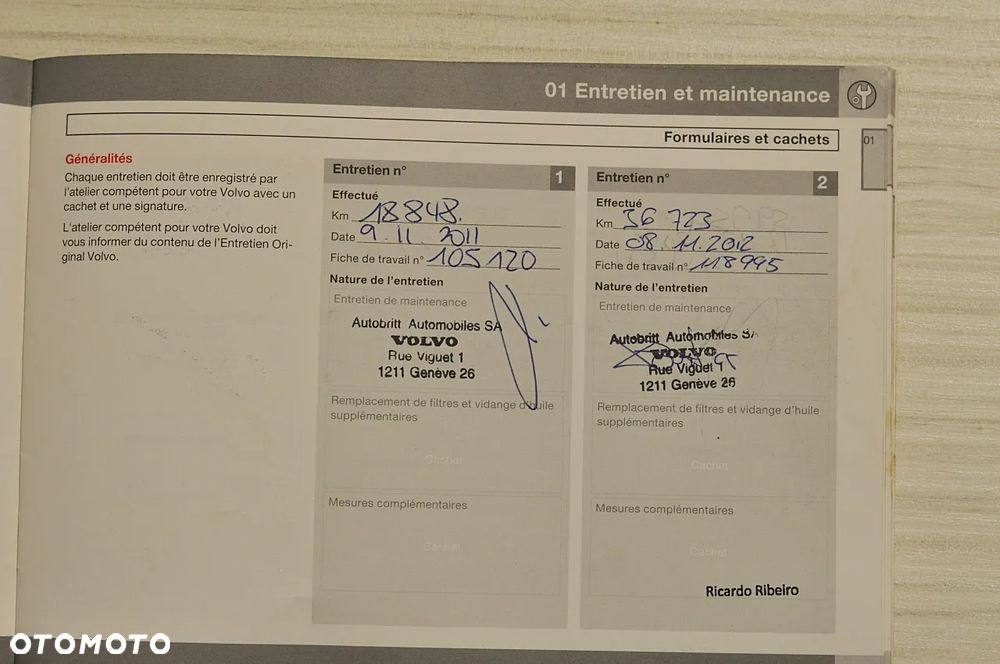 01 Entretien et maintenance
Formulaires et cachets
01
Généralités
Chaque entretien doit être enregistré par
l'atelier compétent pour votre Volvo avec un
cachet et une signature.
L'atelier compétent pour votre Volvo doit
vous informer du contenu de l'Entretien Ori-
ginal Volvo.
Entretien n° 1
Effectué
Km 18848.
Date 9.11.2011
Fiche de travail n° 105120
Nature de l'entretien
Entretien de maintenance
Autobritt Automobiles SA
VOLVO
Rue Viguet 1
1211 Genève 26
Remplacement de filtres et vidange d'huile
supplémentaires
Cachet
Mesures complémentaires
Cachet
Entretien n° 2
Effectué
Km 36723
Date 08.11.2012
Fiche de travail n° 118995
Nature de l'entretien
Entretien de maintenance
Autobritt Automobiles SA
VOLVO
Rue Viguet 1
1211 Genève 26
Remplacement de filtres et vidange d'huile
supplémentaires
Cachet
Mesures complémentaires
Cachet
Ricardo Ribeiro
OTOMOTO